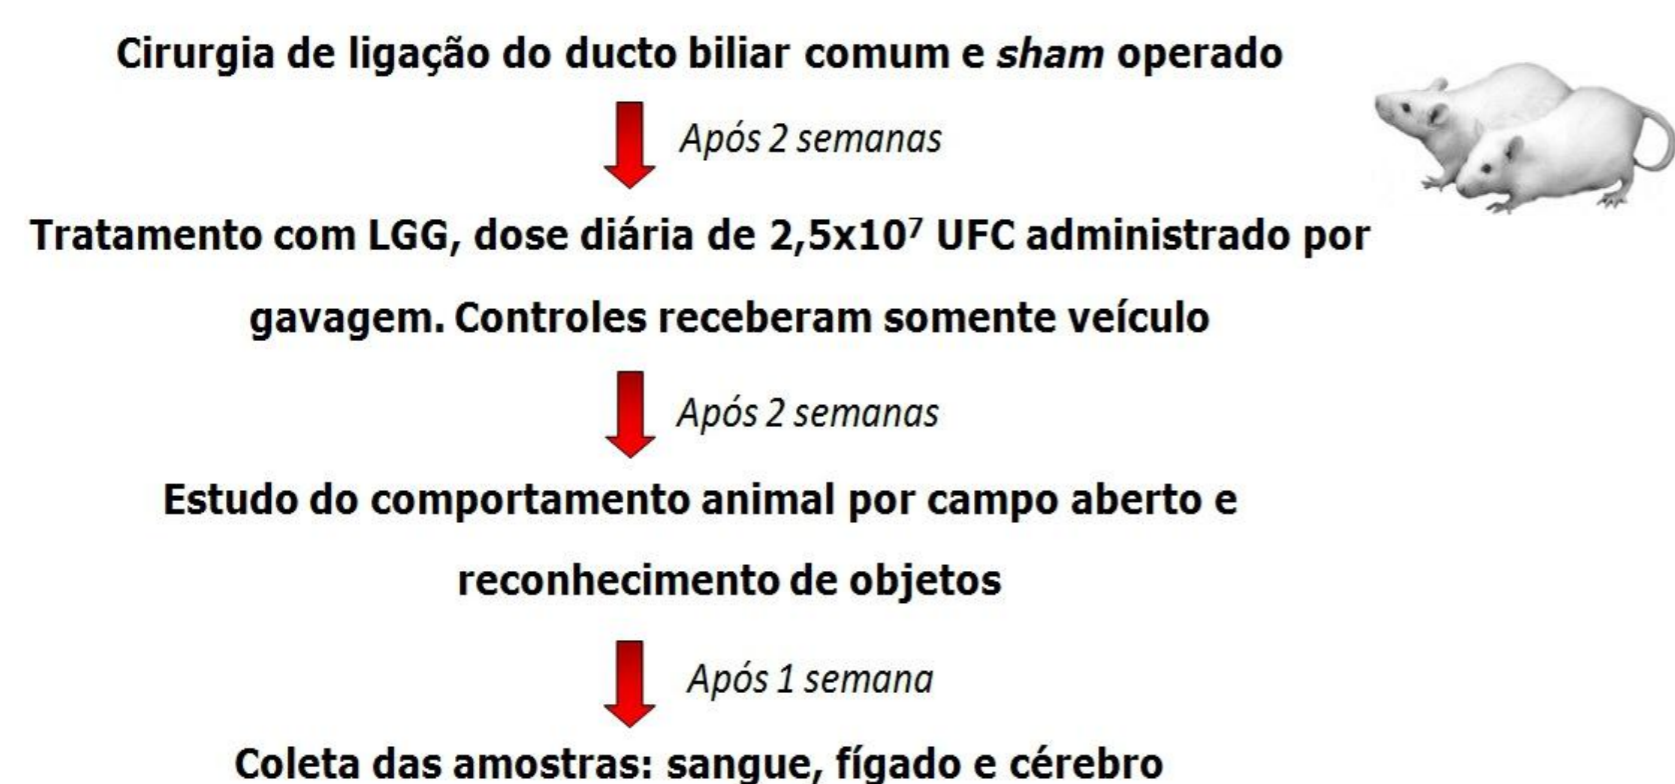 Cirurgia de ligação do ducto biliar comum e sham operado
Após 2 semanas
Tratamento com LGG, dose diária de 2,5x10⁷ UFC administrado por
gavagem. Controles receberam somente veículo
Após 2 semanas
Estudo do comportamento animal por campo aberto e
reconhecimento de objetos
Após 1 semana
Coleta das amostras: sangue, fígado e cérebro